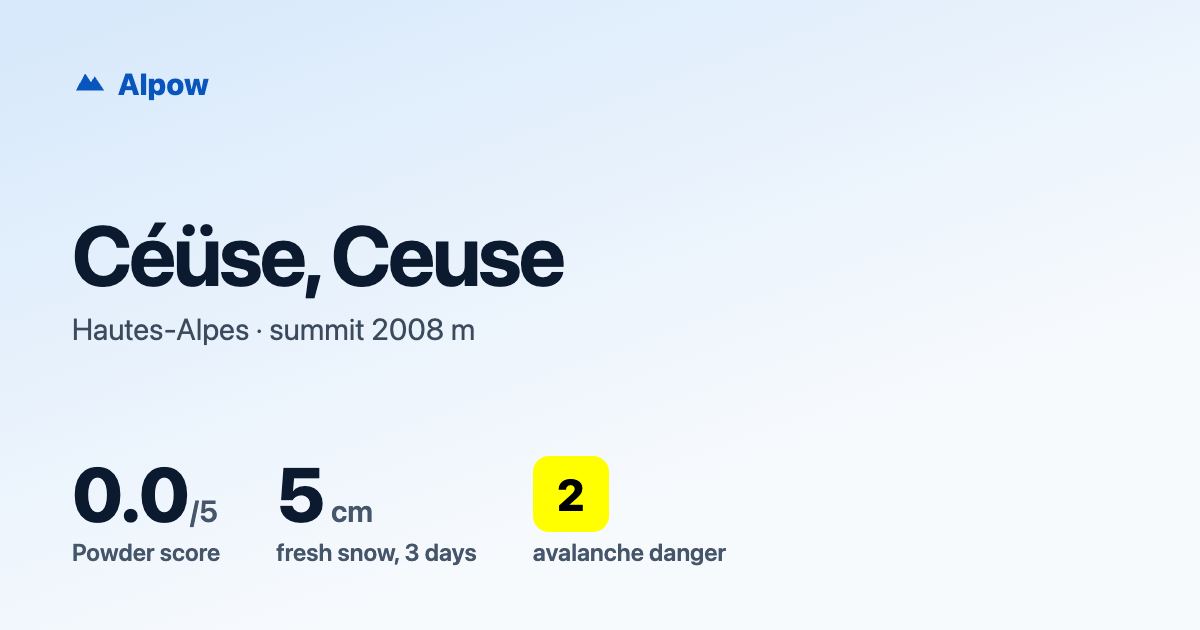 Alpow
Céüse, Ceuse
Hautes-Alpes · summit 2008 m
0.0/5
Powder score
5 cm
fresh snow, 3 days
2
avalanche danger